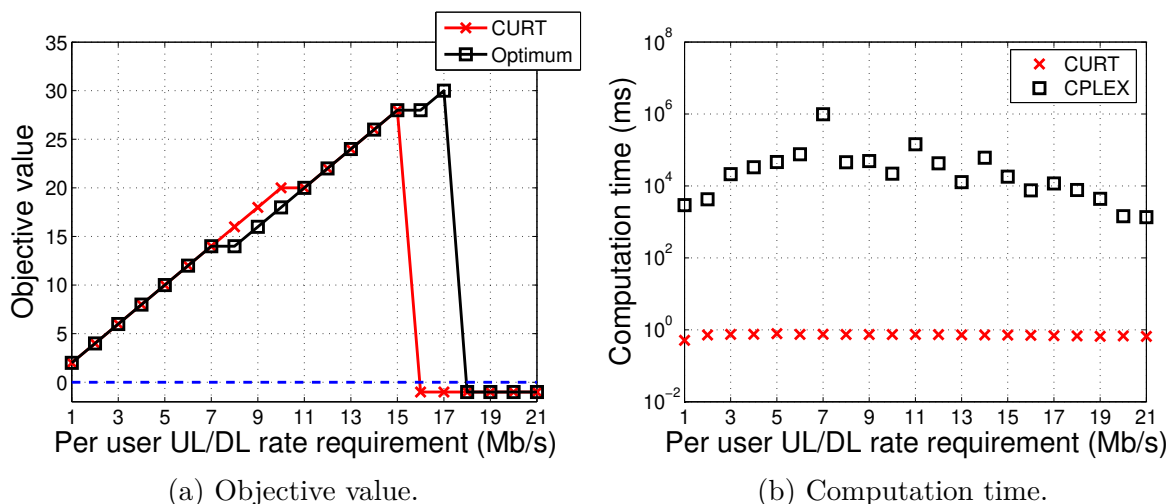 CURT
Optimum
35
30
25
20
15
10
5
0
Objective value
1 3 5 7 9 11 13 15 17 19 21
Per user UL/DL rate requirement (Mb/s)
(a) Objective value.
CURT
CPLEX
10^8
10^6
10^4
10^2
10^0
10^−2
Computation time (ms)
1 3 5 7 9 11 13 15 17 19 21
Per user UL/DL rate requirement (Mb/s)
(b) Computation time.